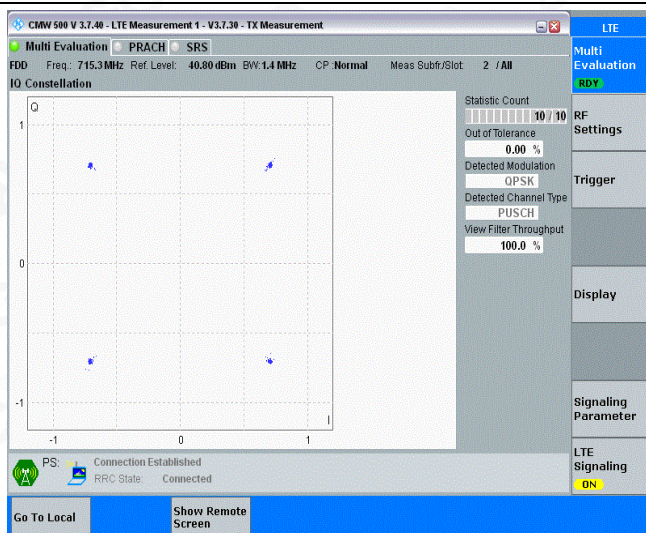 CMW 500 V 3.7.40 - LTE Measurement 1 - V3.7.30 - TX Measurement
LTE
Multi Evaluation PRACH SRS
Multi
Evaluation
RDY
FDD Freq.: 715.3 MHz Ref. Level: 40.80 dBm BW: 1.4 MHz CP :Normal Meas Subfr./Slot: 2 / All
IQ Constellation
Q
1
0
-1
-1 0 1
I
Statistic Count
10 / 10
Out of Tolerance
0.00 %
Detected Modulation
QPSK
Detected Channel Type
PUSCH
View Filter Throughput
100.0 %
RF
Settings
Trigger
Display
Signaling
Parameter
LTE
Signaling
ON
PS: Connection Established
RRC State: Connected
Go To Local
Show Remote
Screen